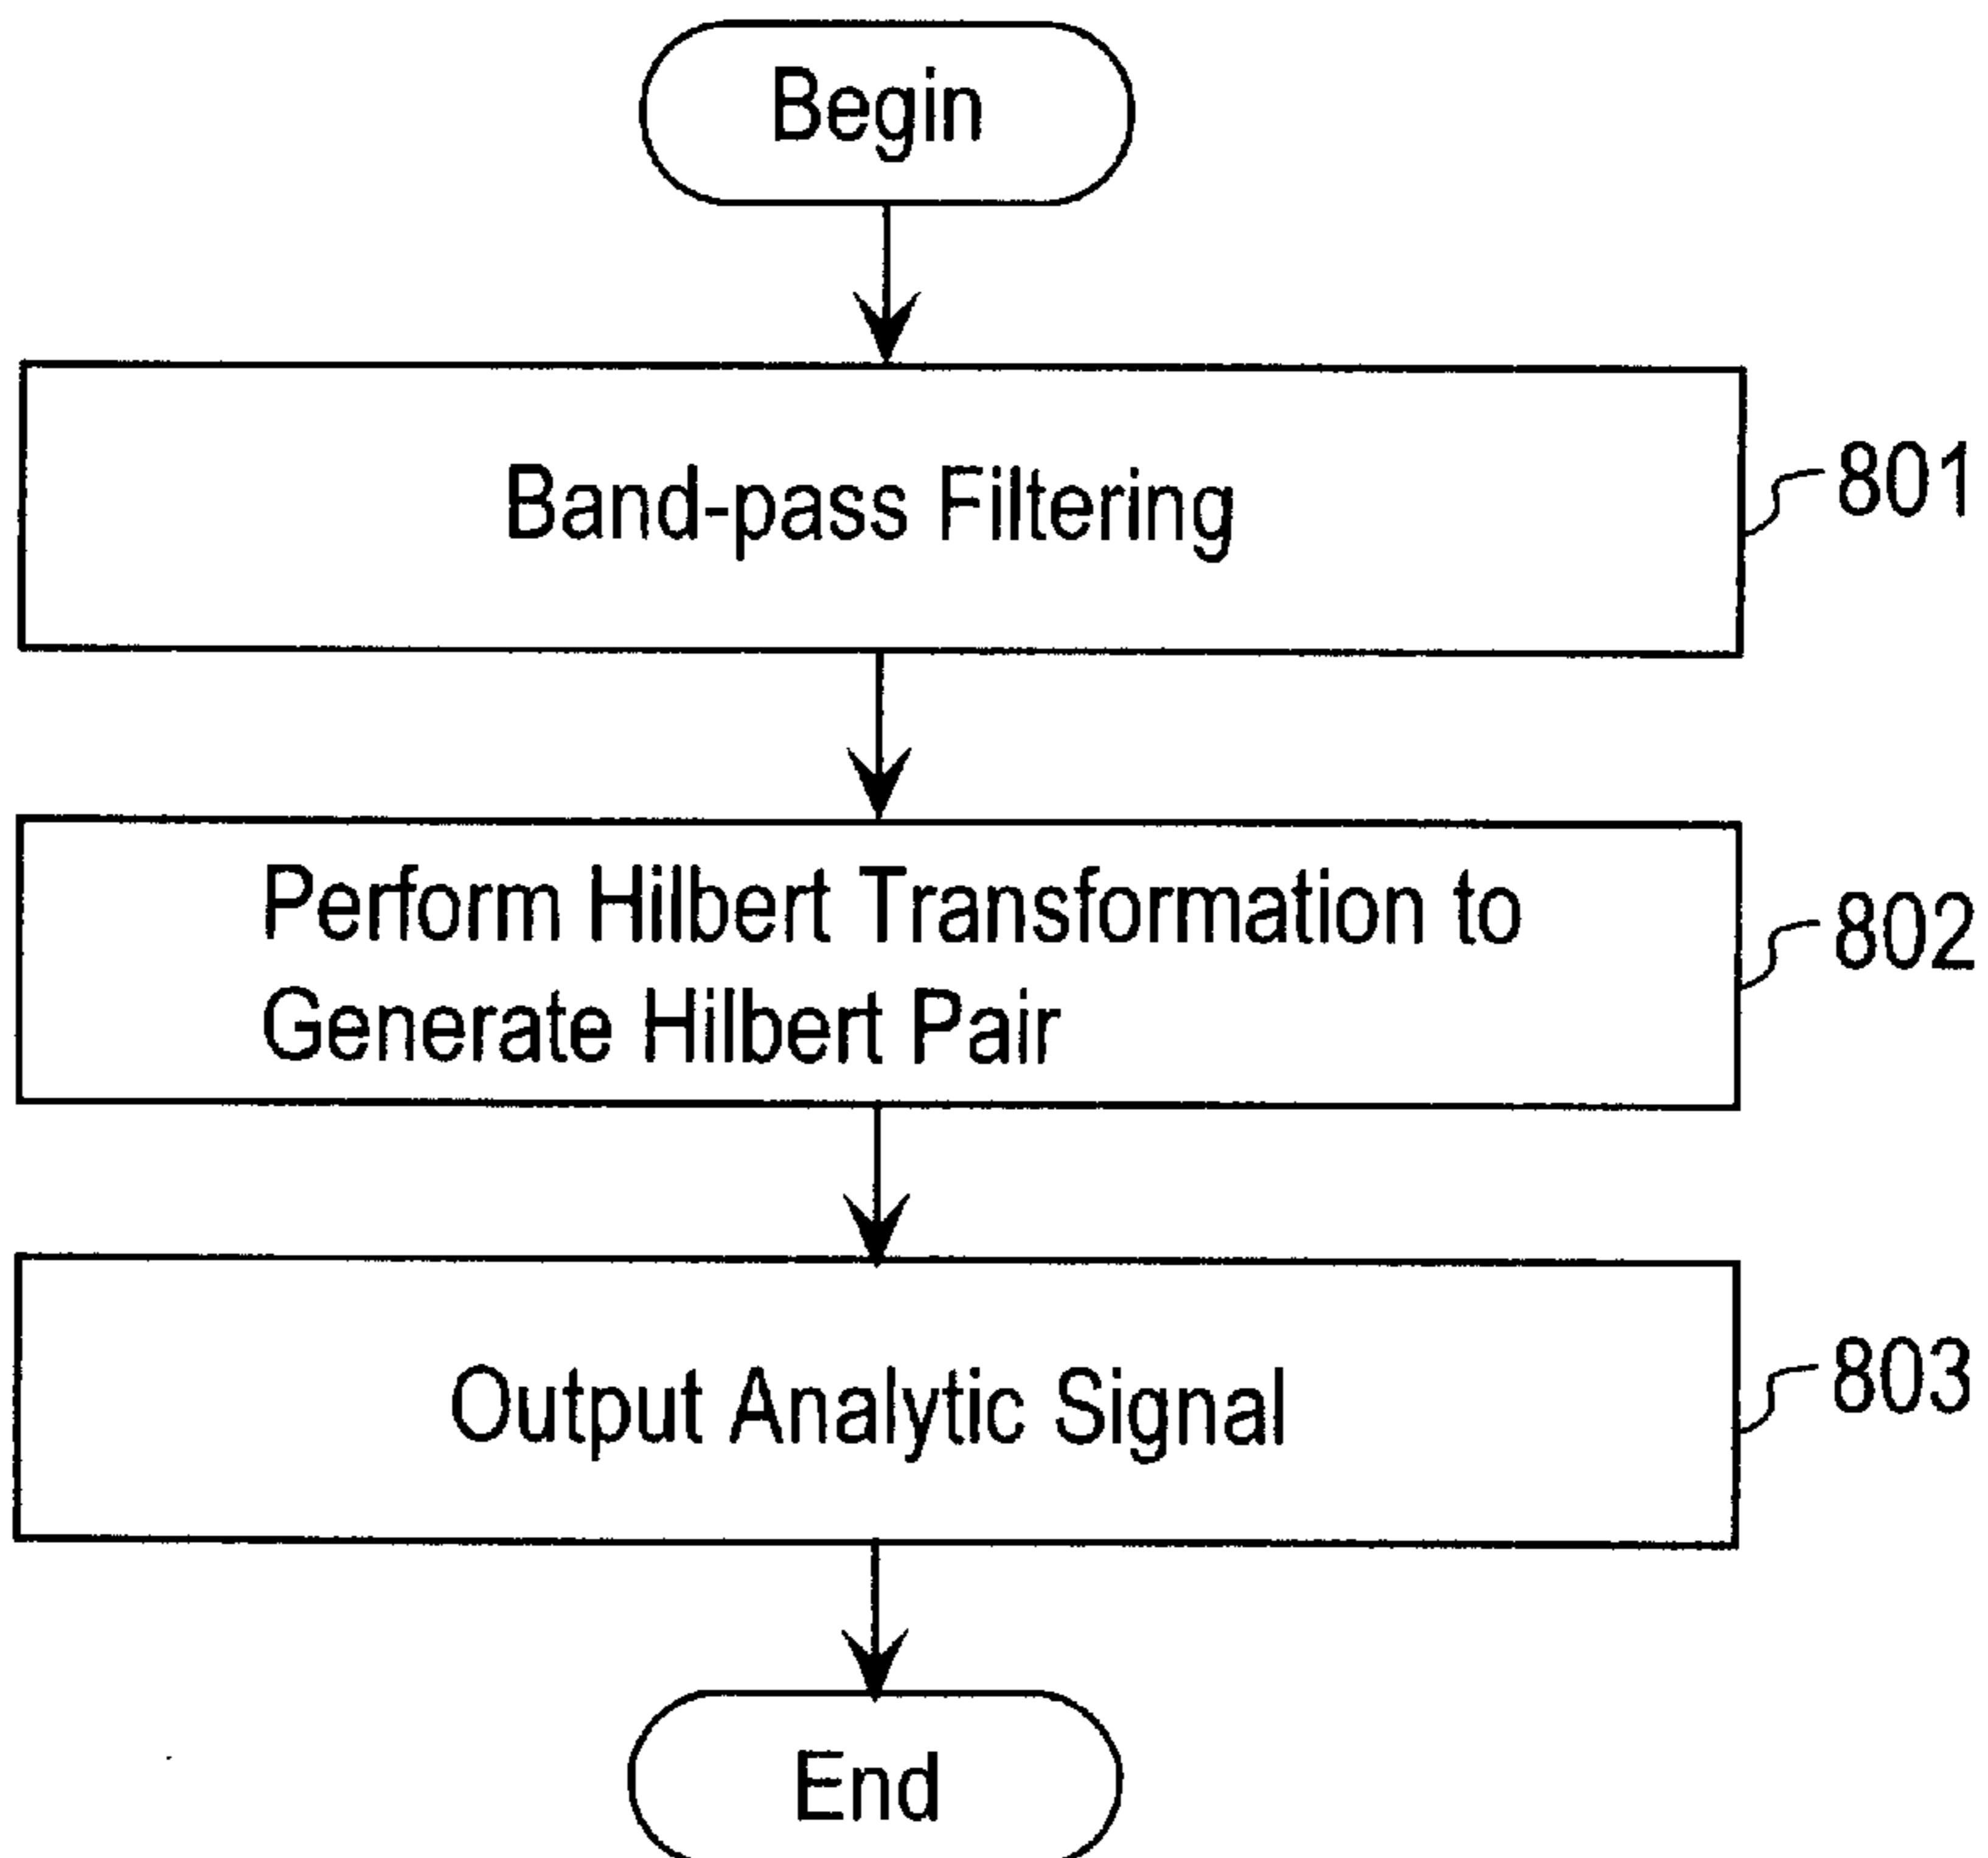 Begin
Band-pass Filtering
801
Perform Hilbert Transformation to
Generate Hilbert Pair
802
Output Analytic Signal
803
End